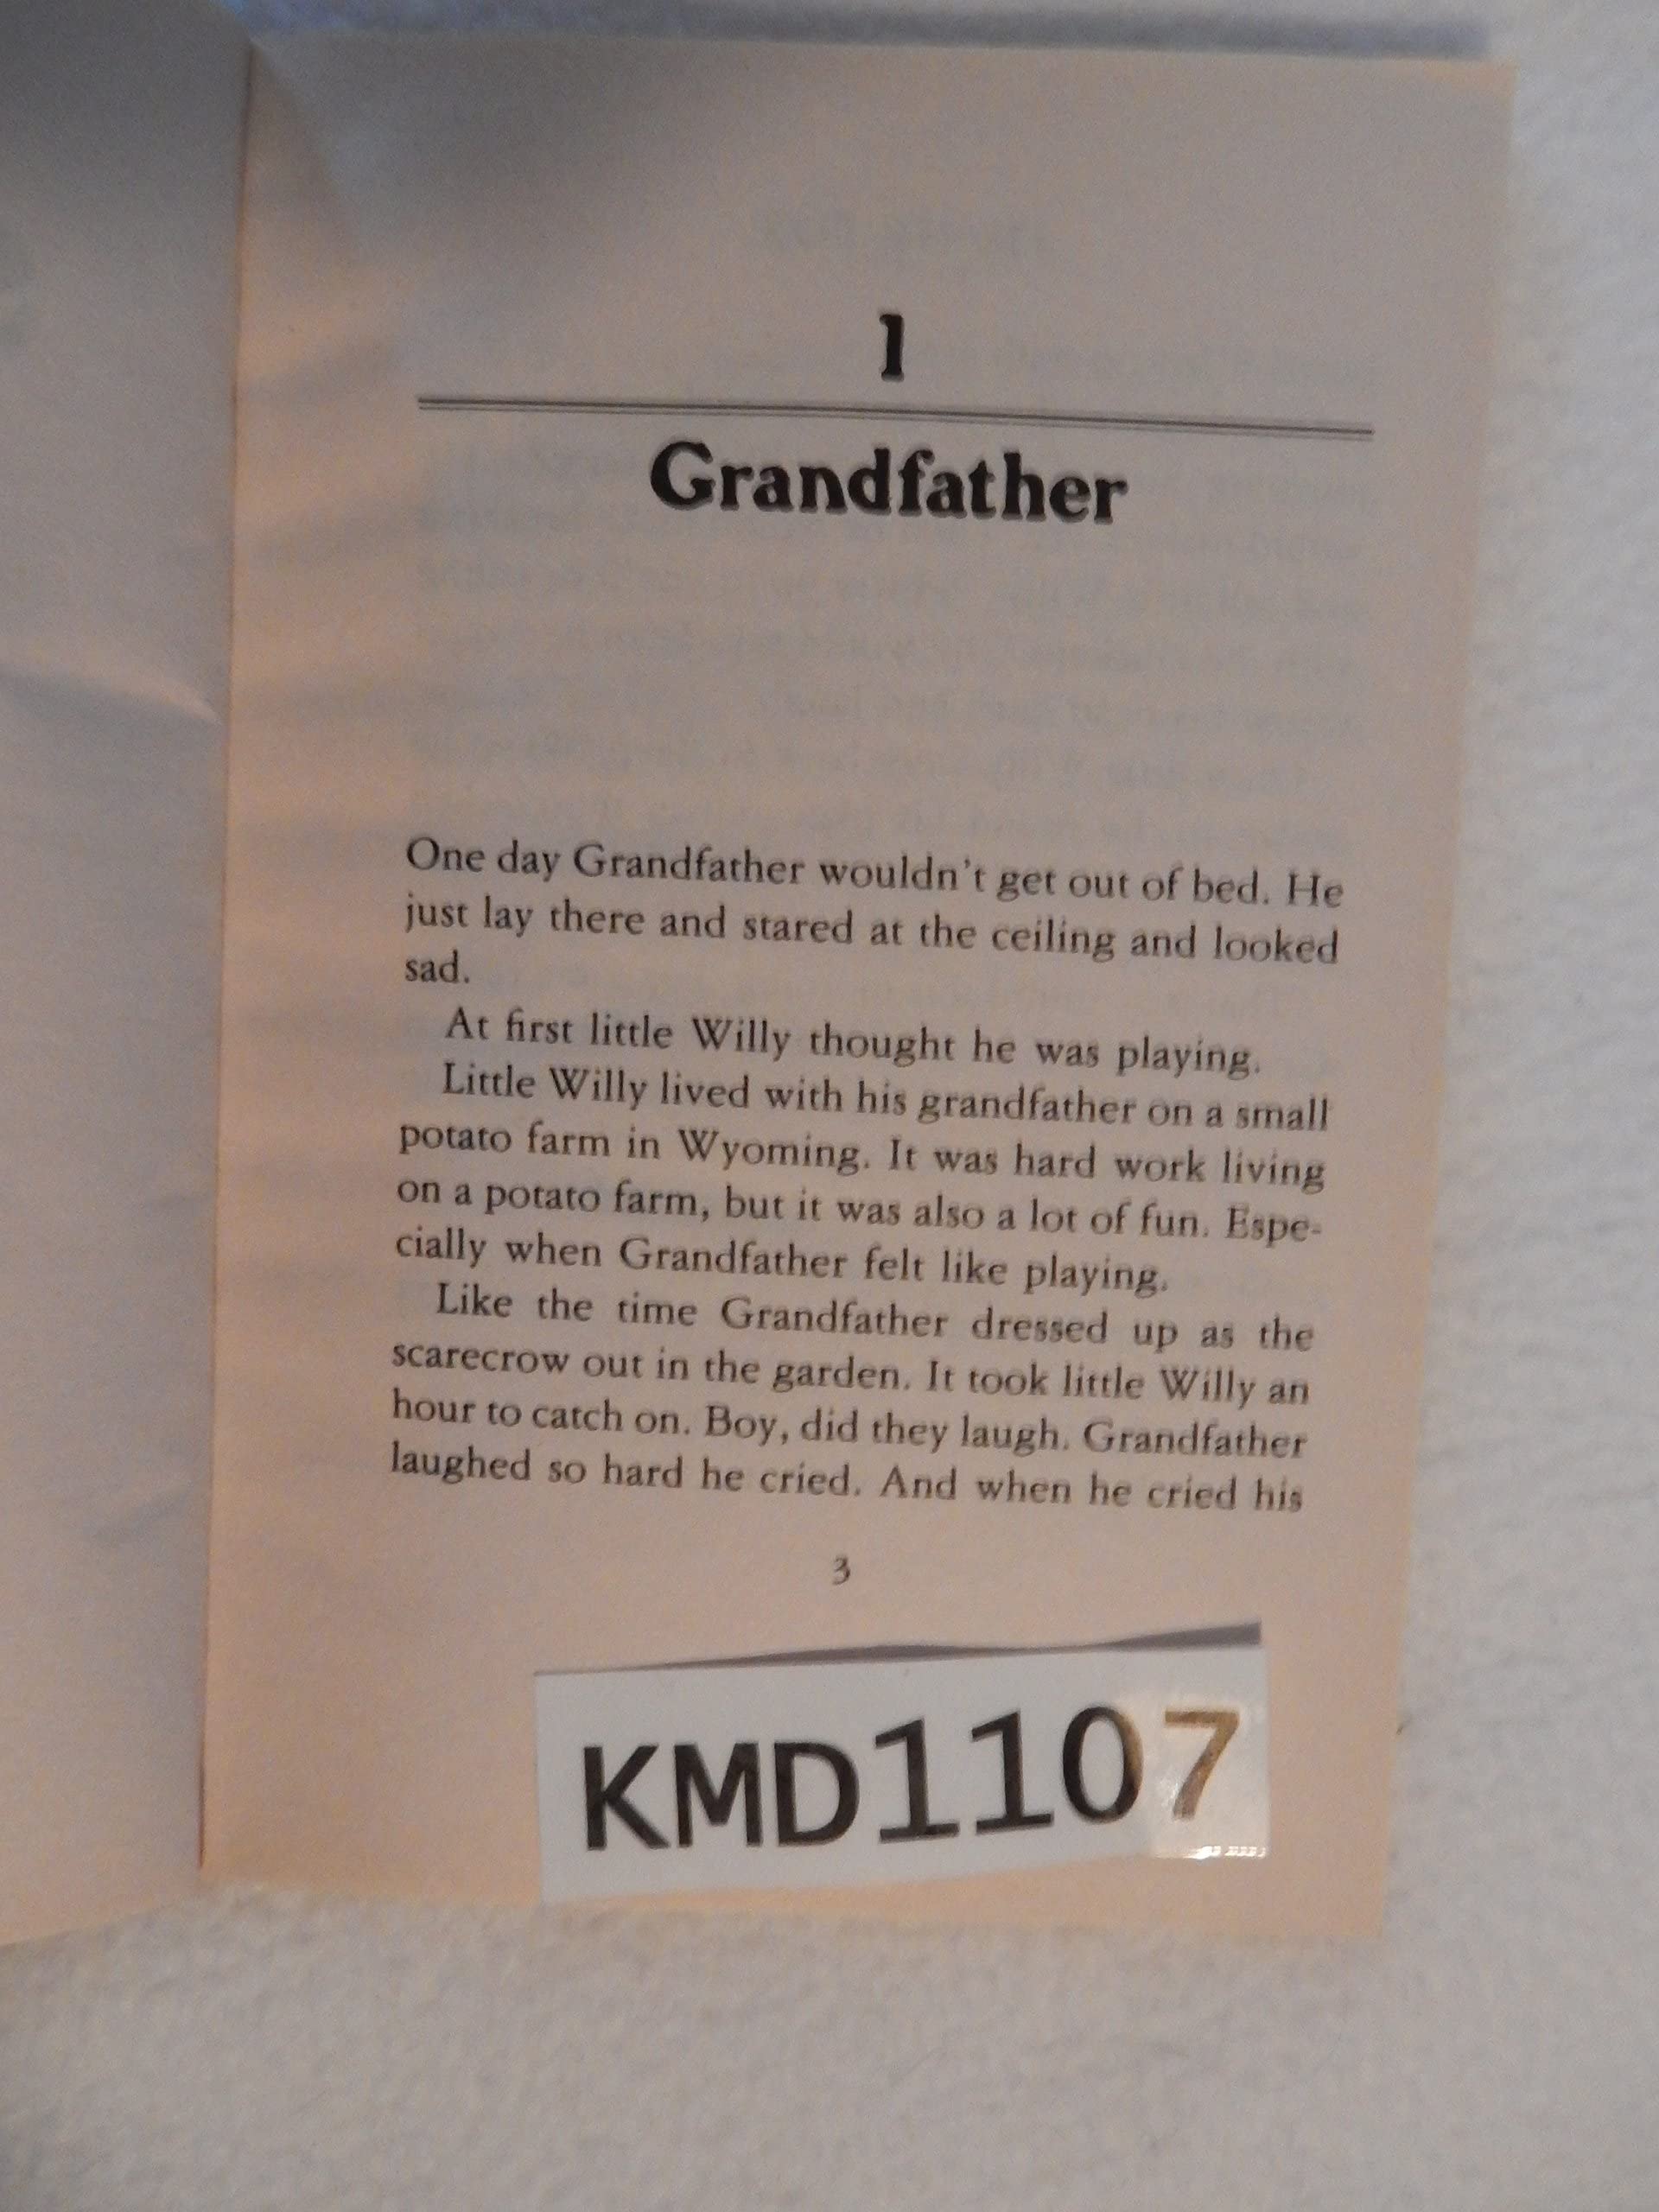 1
Grandfather
One day Grandfather wouldn't get out of bed. He
just lay there and stared at the ceiling and looked
sad.
At first little Willy thought he was playing.
Little Willy lived with his grandfather on a small
potato farm in Wyoming. It was hard work living
on a potato farm, but it was also a lot of fun. Espe-
cially when Grandfather felt like playing.
Like the time Grandfather dressed up as the
scarecrow out in the garden. It took little Willy an
hour to catch on. Boy, did they laugh. Grandfather
laughed so hard he cried. And when he cried his
3
KMD1107